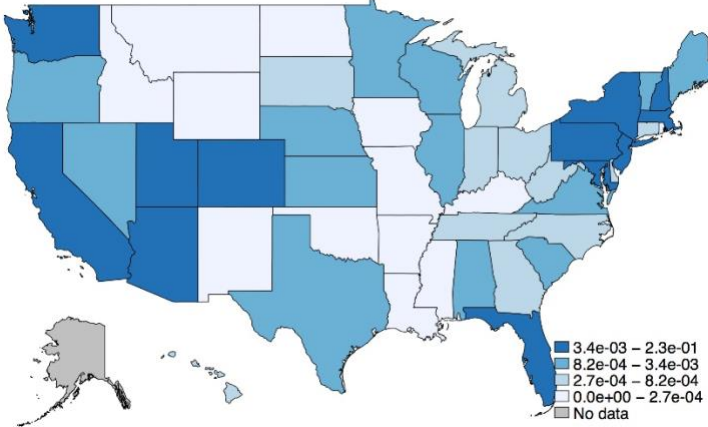 3.4e-03 − 2.3e-01
8.2e-04 − 3.4e-03
2.7e-04 − 8.2e-04
0.0e+00 − 2.7e-04
No data